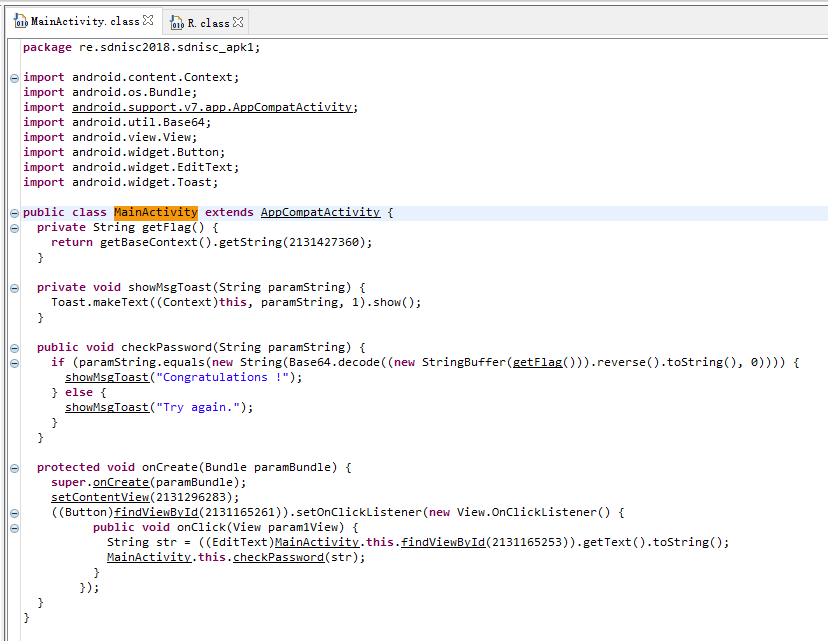 MainActivity.class
R.class
package re.sdnisc2018.sdnisc_apk1;
import android.content.Context;
import android.os.Bundle;
import android.support.v7.app.AppCompatActivity;
import android.util.Base64;
import android.view.View;
import android.widget.Button;
import android.widget.EditText;
import android.widget.Toast;
public class MainActivity extends AppCompatActivity {
private String getFlag() {
return getBaseContext().getString(2131427360);
}
private void showMsgToast(String paramString) {
Toast.makeText((Context)this, paramString, 1).show();
}
public void checkPassword(String paramString) {
if (paramString.equals(new String(Base64.decode((new StringBuffer(getFlag())).reverse().toString(), 0)))) {
showMsgToast("Congratulations !");
} else {
showMsgToast("Try again.");
}
}
protected void onCreate(Bundle paramBundle) {
super.onCreate(paramBundle);
setContentView(2131296283);
((Button)findViewById(2131165261)).setOnClickListener(new View.OnClickListener() {
public void onClick(View param1View) {
String str = ((EditText)MainActivity.this.findViewById(2131165253)).getText().toString();
MainActivity.this.checkPassword(str);
}
});
}
}